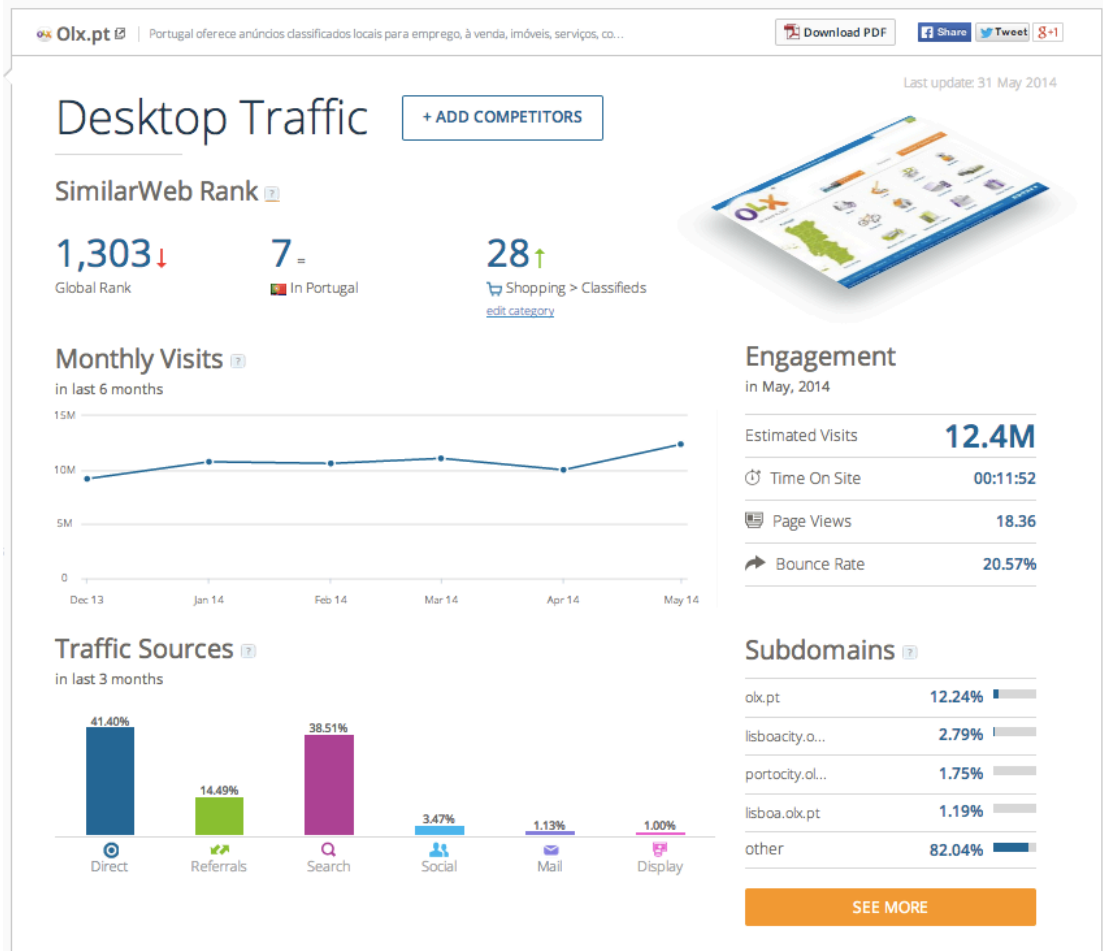 Olx.pt
Portugal oferece anúncios classificados locais para emprego, à venda, imóveis, serviços, co...
Download PDF
Share
Tweet
8+1
Last update: 31 May 2014
Desktop Traffic
+ ADD COMPETITORS
SimilarWeb Rank ?
OLX
1,303 ↓
Global Rank
7 =
In Portugal
28 ↑
Shopping > Classifieds
edit category
Monthly Visits ?
in last 6 months
15M
10M
5M
0
Dec 13
Jan 14
Feb 14
Mar 14
Apr 14
May 14
Engagement
in May, 2014
Estimated Visits 12.4M
Time On Site 00:11:52
Page Views 18.36
Bounce Rate 20.57%
Traffic Sources ?
in last 3 months
41.40%
14.49%
38.51%
3.47%
1.13%
1.00%
Direct
Referrals
Search
Social
Mail
Display
Subdomains ?
olx.pt 12.24%
lisboacity.o... 2.79%
portocity.ol... 1.75%
lisboa.olx.pt 1.19%
other 82.04%
SEE MORE